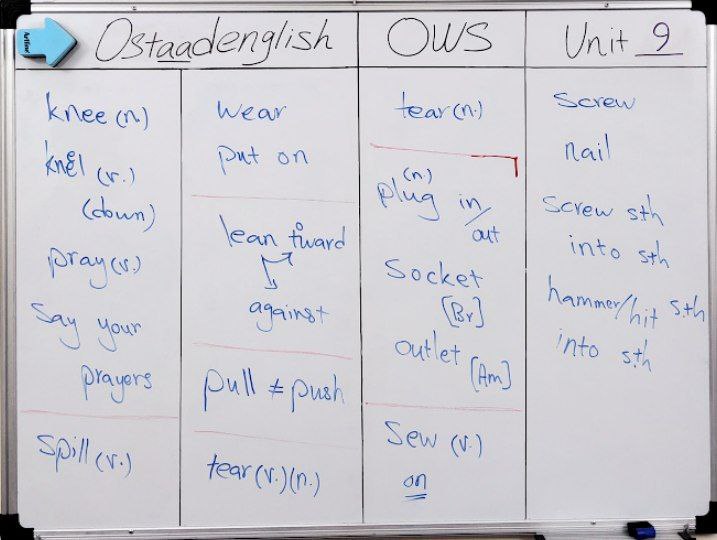 Ostaadenglish
OWS
Unit 9
knee (n.)
knel (v.)
(down)
pray (v.)
Say your
prayers
Spill (v.)
wear
put on
lean toward
against
pull ≠ push
tear (v.) (n.)
tear (n.)
(n.)
plug in/
out
Socket
[Br]
outlet
[Am]
Sew (v.)
on
Screw
nail
Screw sth
into sth
hammer/hit s.th
into s.th